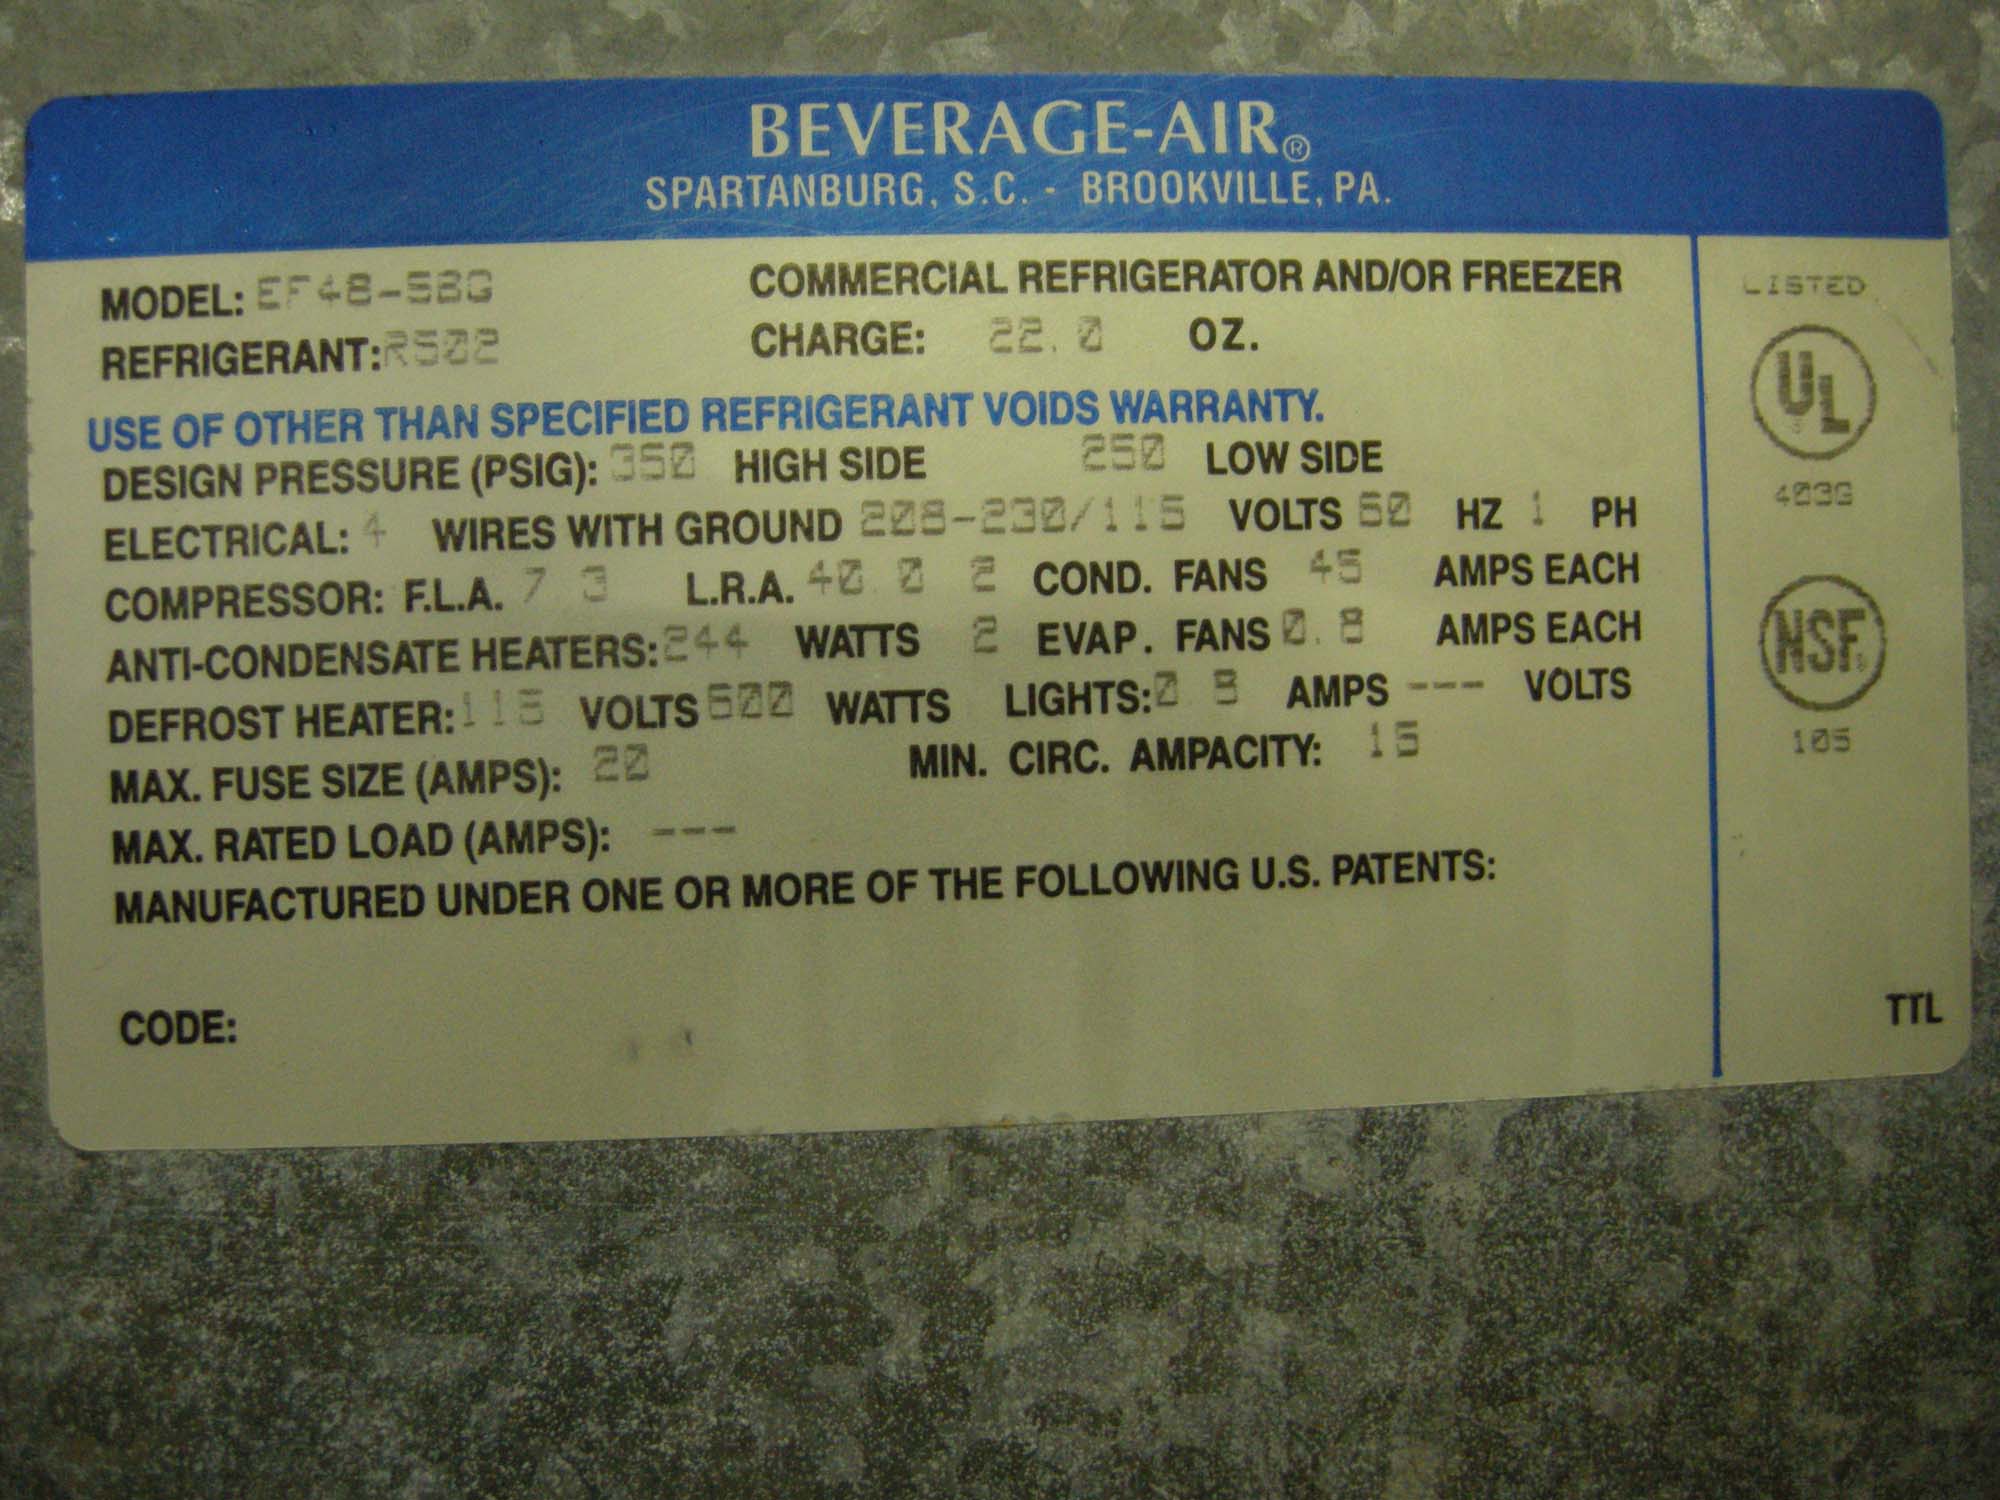 BEVERAGE-AIR®
SPARTANBURG, S.C. - BROOKVILLE, PA.
MODEL: EF48-5BG COMMERCIAL REFRIGERATOR AND/OR FREEZER
REFRIGERANT: R502 CHARGE: 22.0 OZ.
USE OF OTHER THAN SPECIFIED REFRIGERANT VOIDS WARRANTY.
DESIGN PRESSURE (PSIG): 350 HIGH SIDE 250 LOW SIDE
ELECTRICAL: 4 WIRES WITH GROUND 208-230/115 VOLTS 60 HZ 1 PH
COMPRESSOR: F.L.A. 7 3 L.R.A. 40 0 2 COND. FANS 45 AMPS EACH
ANTI-CONDENSATE HEATERS: 244 WATTS 2 EVAP. FANS 0.8 AMPS EACH
DEFROST HEATER: 115 VOLTS 600 WATTS LIGHTS: 0 8 AMPS --- VOLTS
MAX. FUSE SIZE (AMPS): 20 MIN. CIRC. AMPACITY: 15
MAX. RATED LOAD (AMPS): ---
MANUFACTURED UNDER ONE OR MORE OF THE FOLLOWING U.S. PATENTS:
CODE:
LISTED
UL
403G
NSF
105
TTL